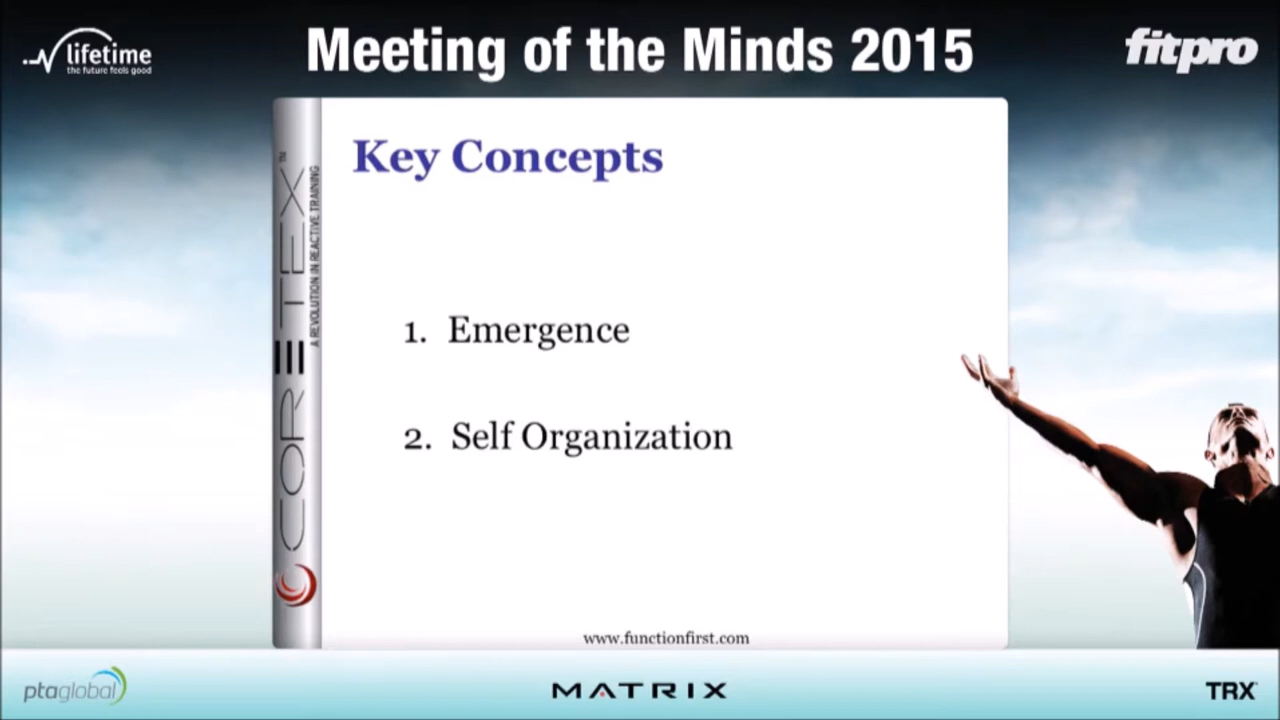 lifetime
the future feels good
Meeting of the Minds 2015
fitpro
Key Concepts
1. Emergence
2. Self Organization
CORETEX™
A REVOLUTION IN REACTIVE TRAINING
www.functionfirst.com
ptaglobal
MATRIX
TRX